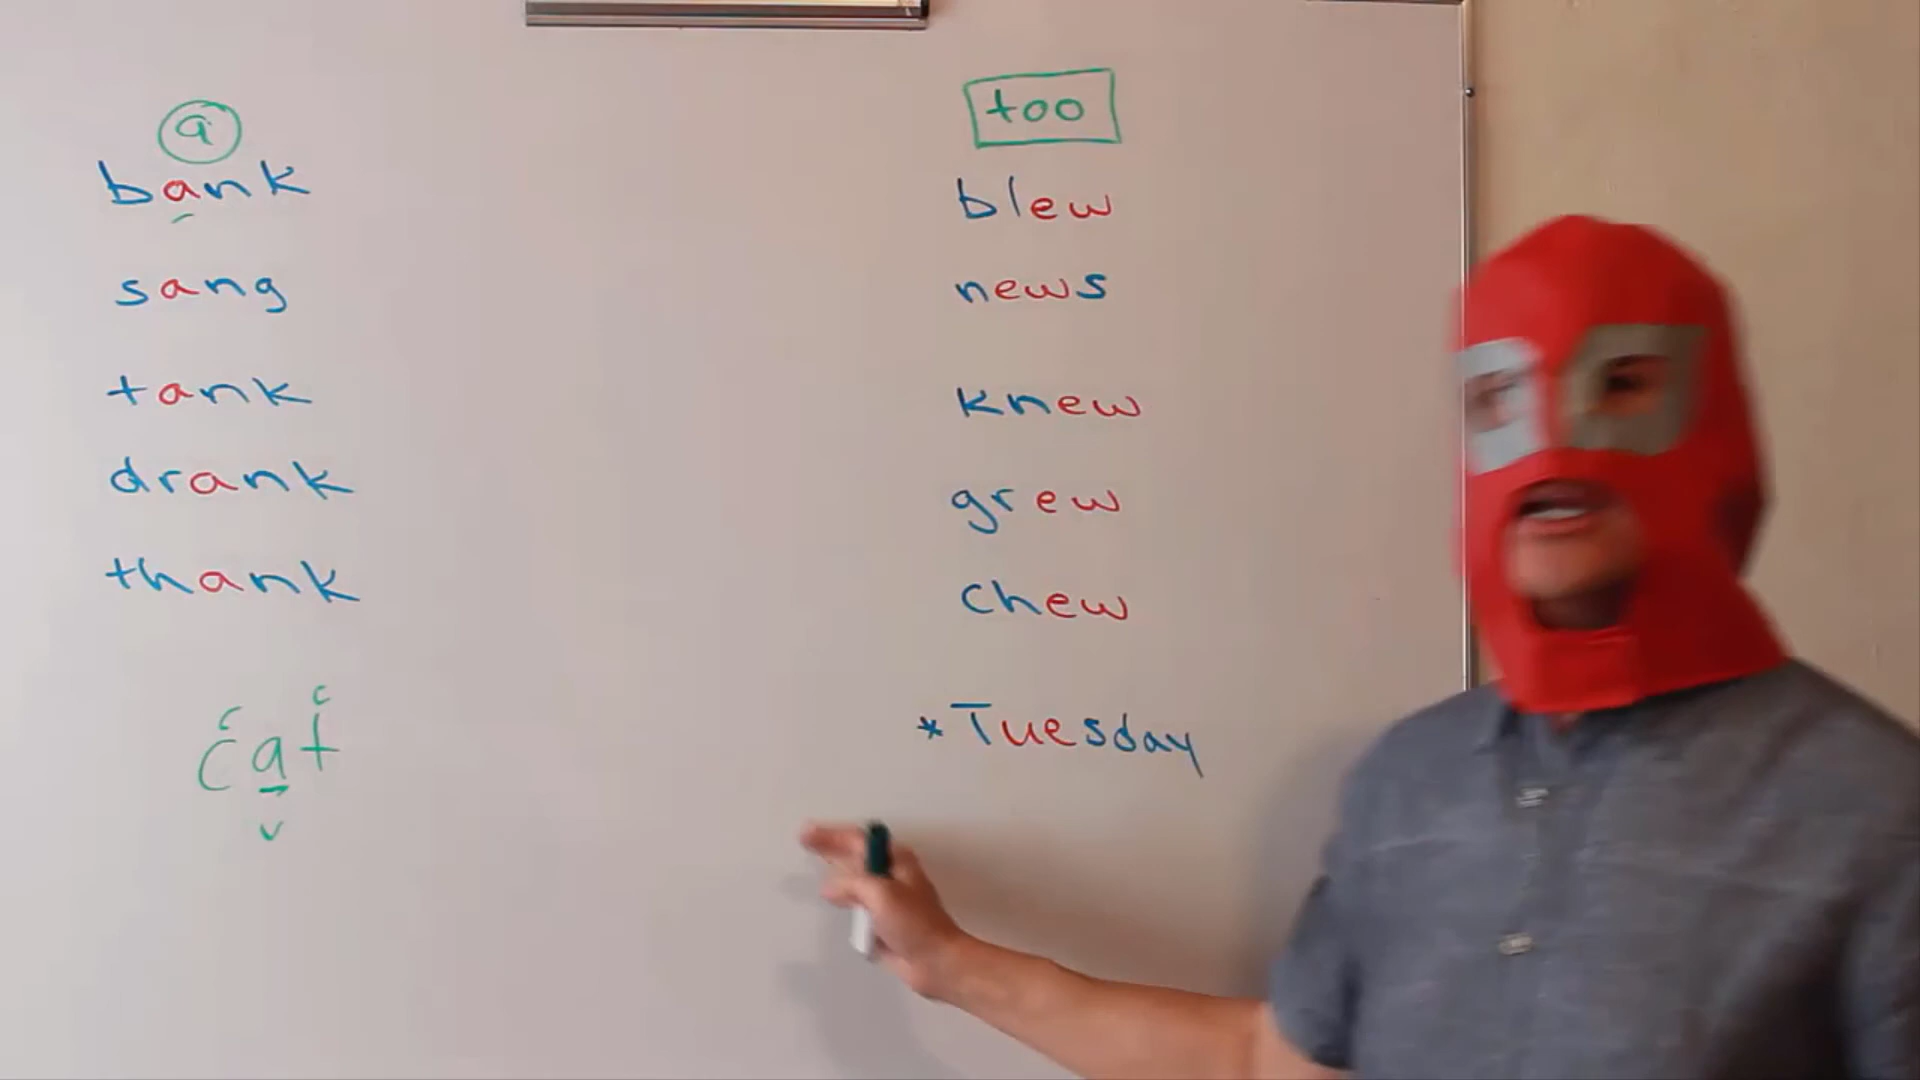 a
bank
sang
tank
drank
thank
c c
cat
v
too
blew
news
knew
grew
chew
* Tuesday